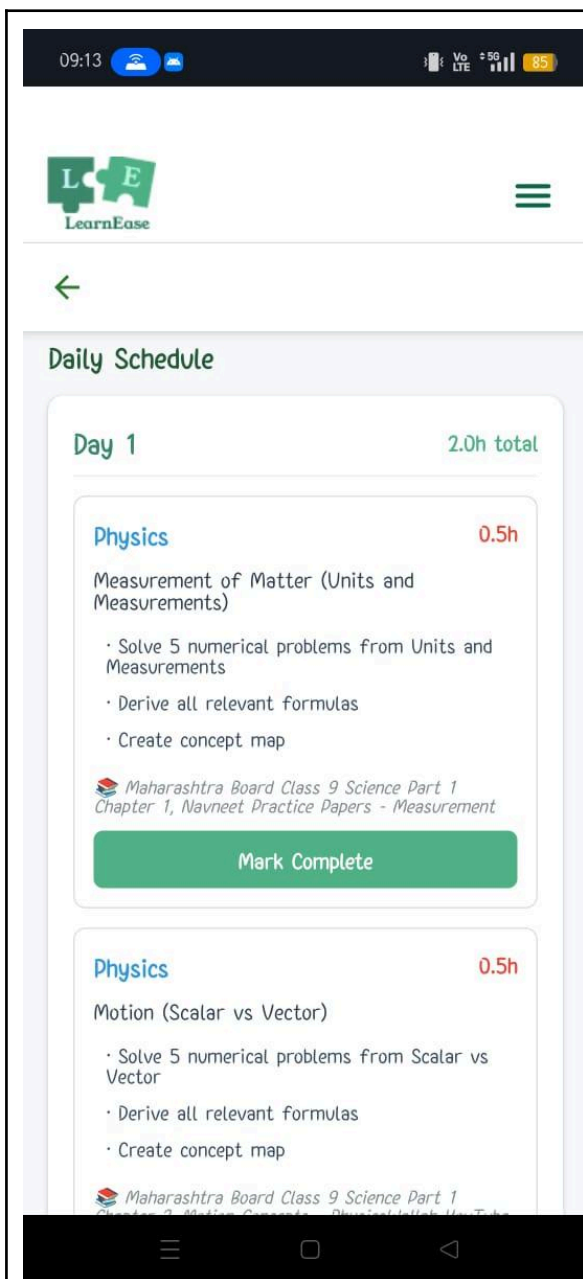 09:13
Vo
LTE
5G
85
L E
LearnEase
Daily Schedule
Day 1
2.0h total
Physics
0.5h
Measurement of Matter (Units and
Measurements)
· Solve 5 numerical problems from Units and
Measurements
· Derive all relevant formulas
· Create concept map
📚 Maharashtra Board Class 9 Science Part 1
Chapter 1, Navneet Practice Papers - Measurement
Mark Complete
Physics
0.5h
Motion (Scalar vs Vector)
· Solve 5 numerical problems from Scalar vs
Vector
· Derive all relevant formulas
· Create concept map
📚 Maharashtra Board Class 9 Science Part 1